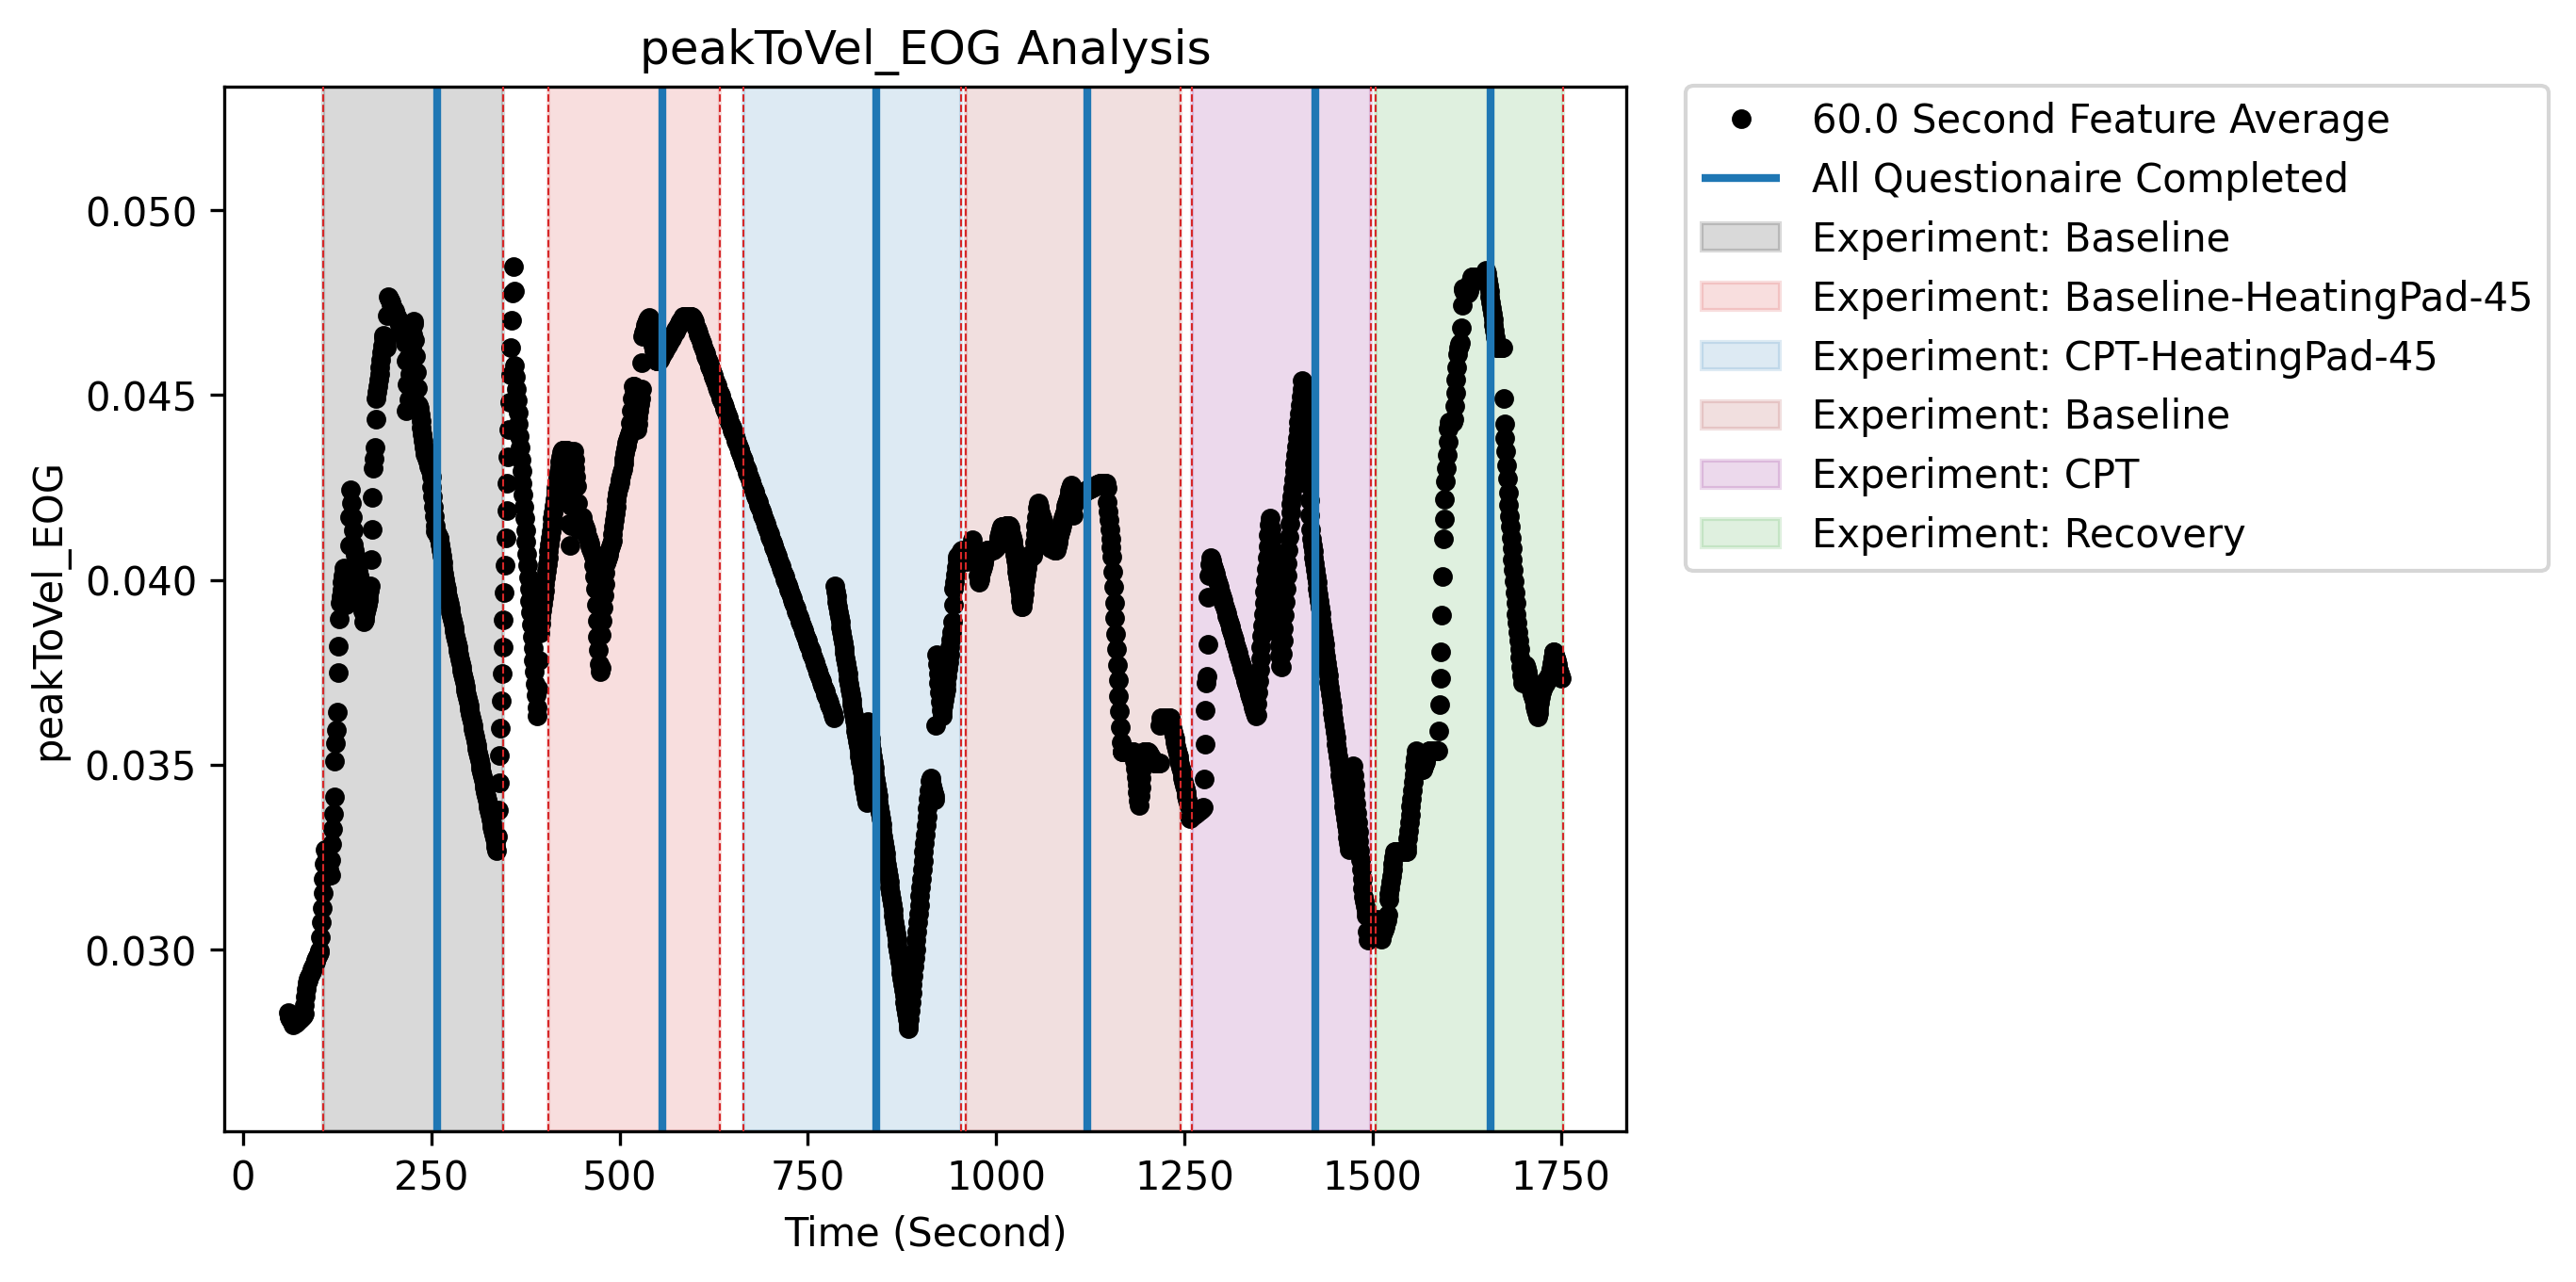 peakToVel_EOG Analysis
peakToVel_EOG
0.050
0.045
0.040
0.035
0.030
0 250 500 750 1000 1250 1500 1750
Time (Second)
60.0 Second Feature Average
All Questionaire Completed
Experiment: Baseline
Experiment: Baseline-HeatingPad-45
Experiment: CPT-HeatingPad-45
Experiment: Baseline
Experiment: CPT
Experiment: Recovery